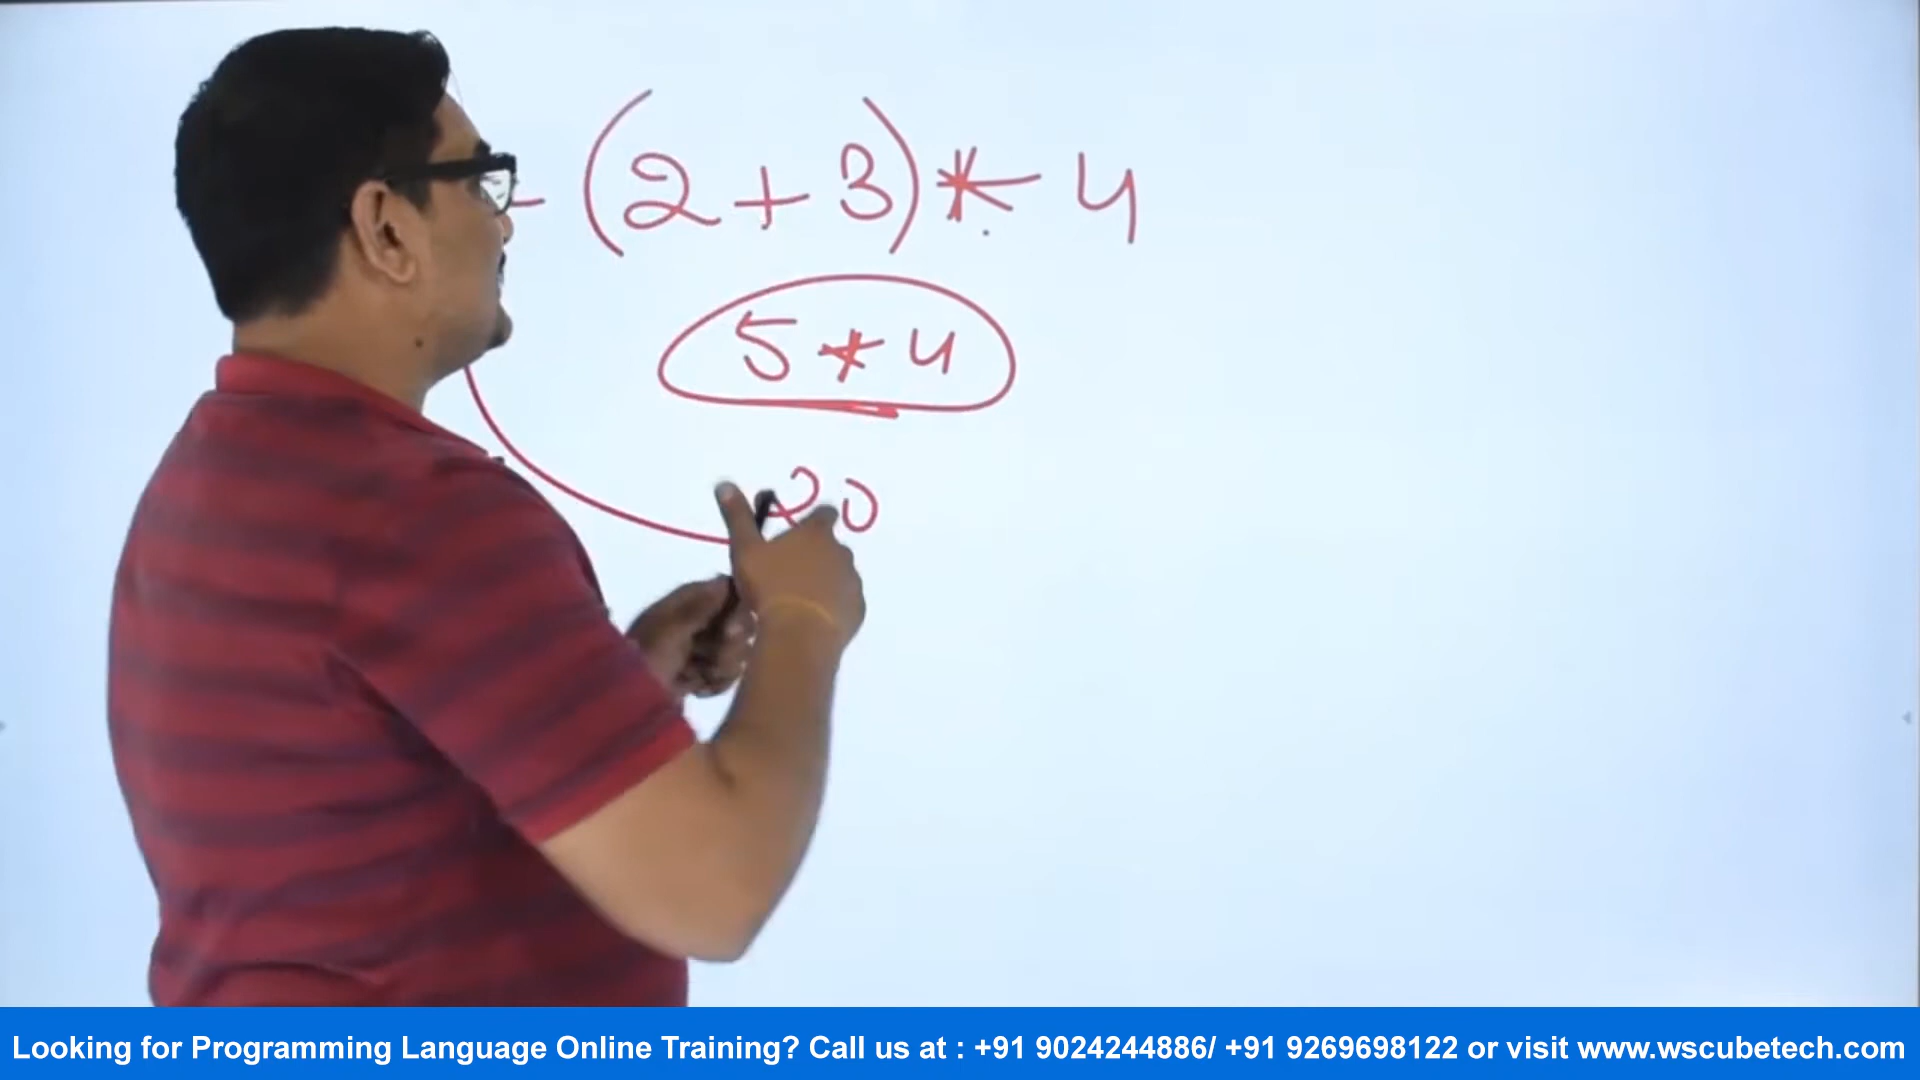 (2 + 3) * 4
5 * 4
20
Looking for Programming Language Online Training? Call us at : +91 9024244886/ +91 9269698122 or visit www.wscubetech.com